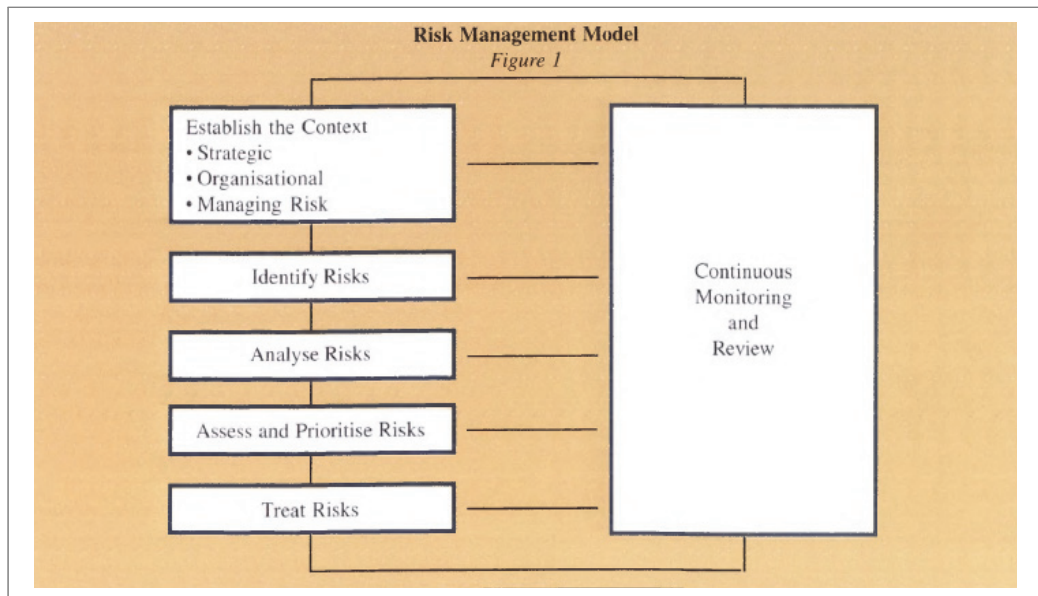 Risk Management Model
Figure 1
Establish the Context
• Strategic
• Organisational
• Managing Risk
Identify Risks
Analyse Risks
Assess and Prioritise Risks
Treat Risks
Continuous
Monitoring
and
Review